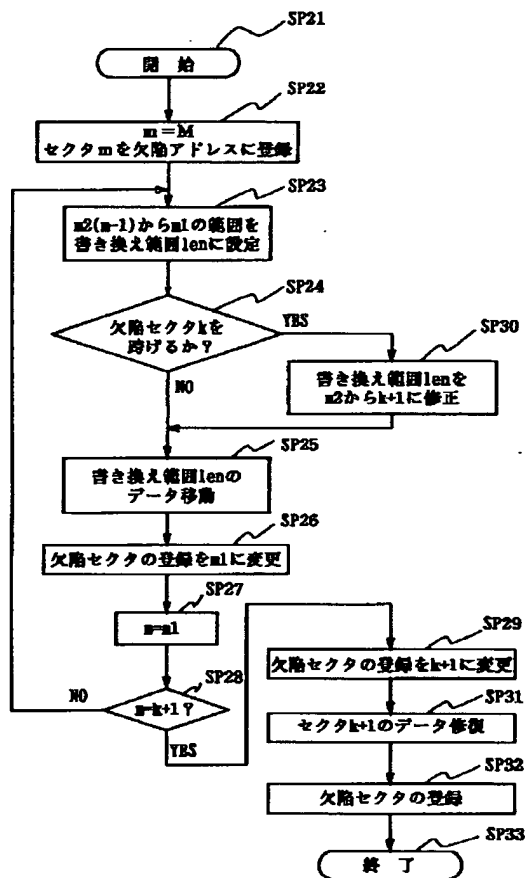 SP21
開 始
SP22
m=M
セクタmを欠陥アドレスに登録
SP23
m2(m-1)からm1の範囲を
書き換え範囲lenに設定
SP24
欠陥セクタkを
跨げるか?
YES
NO
SP30
書き換え範囲lenを
m2からk+1に修正
SP25
書き換え範囲lenの
データ移動
SP26
欠陥セクタの登録をm1に変更
SP27
m=m1
SP28
m=k+1?
NO
YES
SP29
欠陥セクタの登録をk+1に変更
SP31
セクタk+1のデータ修復
SP32
欠陥セクタの登録
SP33
終 了